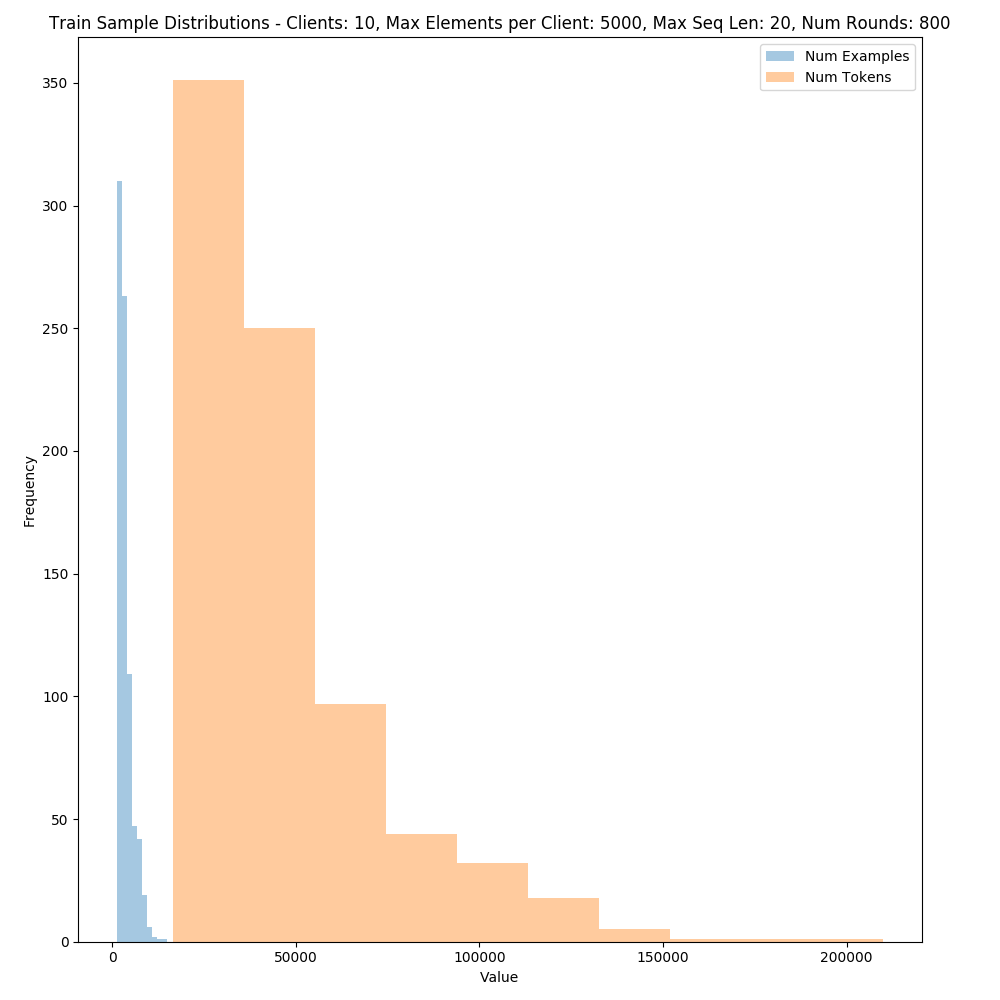 Train Sample Distributions - Clients: 10, Max Elements per Client: 5000, Max Seq Len: 20, Num Rounds: 800
Num Examples
Num Tokens
350
300
250
200
150
100
50
0
Frequency
0 50000 100000 150000 200000
Value